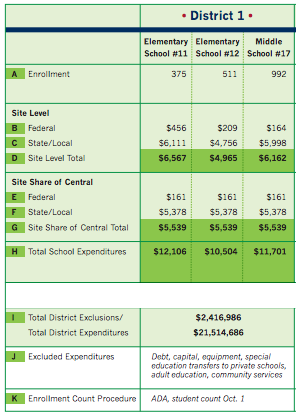 • District 1 •
Elementary Elementary Middle
School #11 School #12 School #17
A Enrollment 375 511 992
Site Level
B Federal $456 $209 $164
C State/Local $6,111 $4,756 $5,998
D Site Level Total $6,567 $4,965 $6,162
Site Share of Central
E Federal $161 $161 $161
F State/Local $5,378 $5,378 $5,378
G Site Share of Central Total $5,539 $5,539 $5,539
H Total School Expenditures $12,106 $10,504 $11,701
I Total District Exclusions/ $2,416,986
Total District Expenditures $21,514,686
J Excluded Expenditures Debt, capital, equipment, special
education transfers to private schools,
adult education, community services
K Enrollment Count Procedure ADA, student count Oct. 1